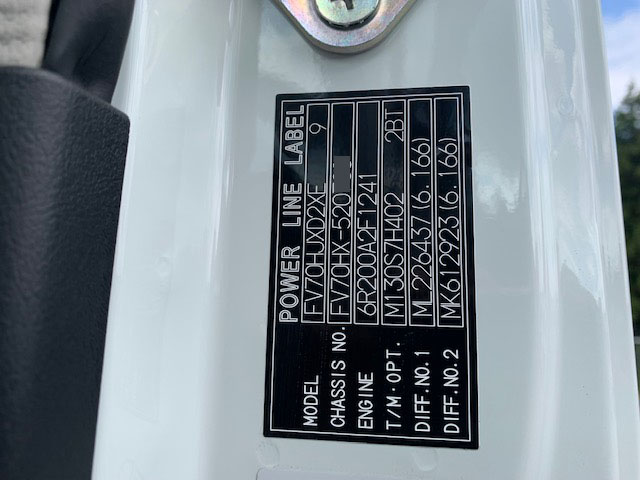 POWER LINE LABEL
MODEL FV70HJXD2XE 9
CHASSIS NO. FV70HX-520
ENGINE 6R200A2F1241
T/M·OPT. M130S7H402 2BT
DIFF.NO.1 ML226437(6.166)
DIFF.NO.2 MK612923(6.166)